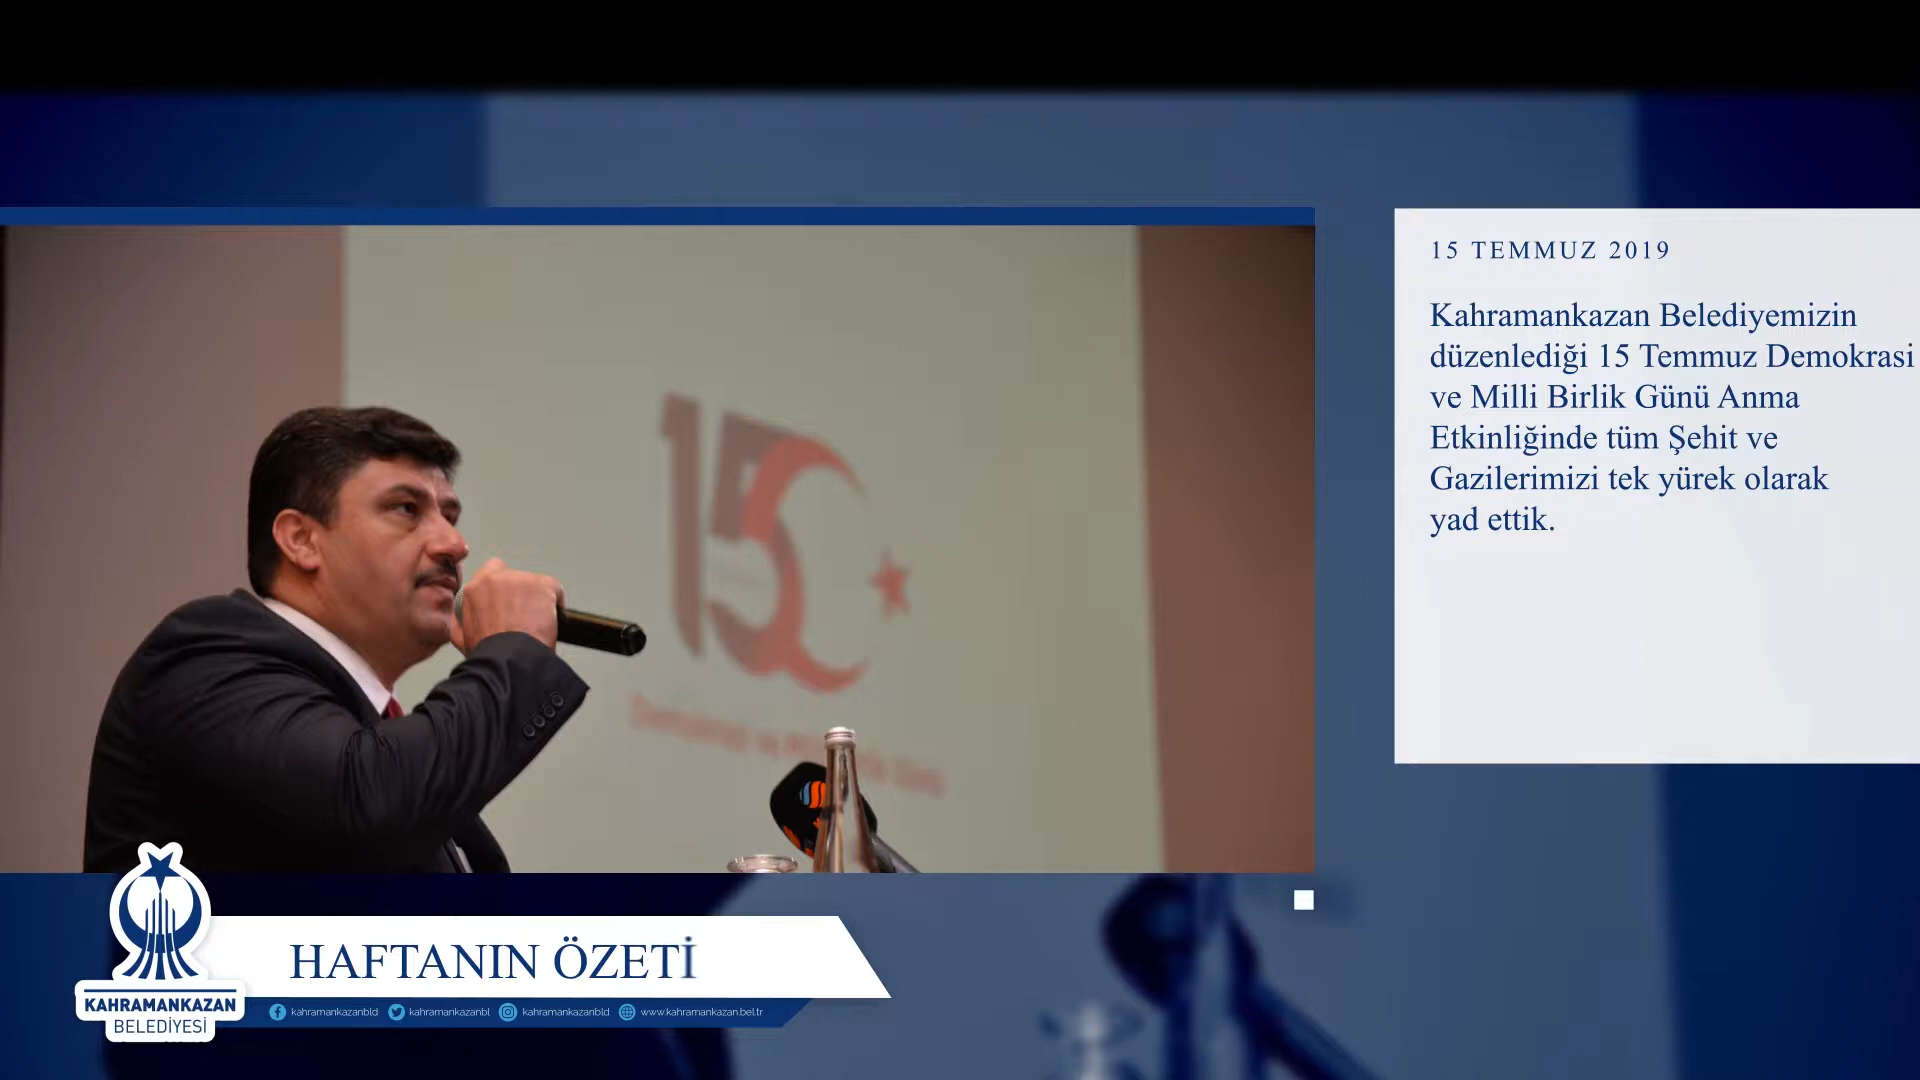 15 TEMMUZ 2019
Kahramankazan Belediyemizin
düzenlediği 15 Temmuz Demokrasi
ve Milli Birlik Günü Anma
Etkinliğinde tüm Şehit ve
Gazilerimizi tek yürek olarak
yad ettik.
15
HAFTANIN ÖZETİ
KAHRAMANKAZAN
BELEDİYESİ
kahramankazanbld kahramankazanbl kahramankazanbld www.kahramankazan.bel.tr